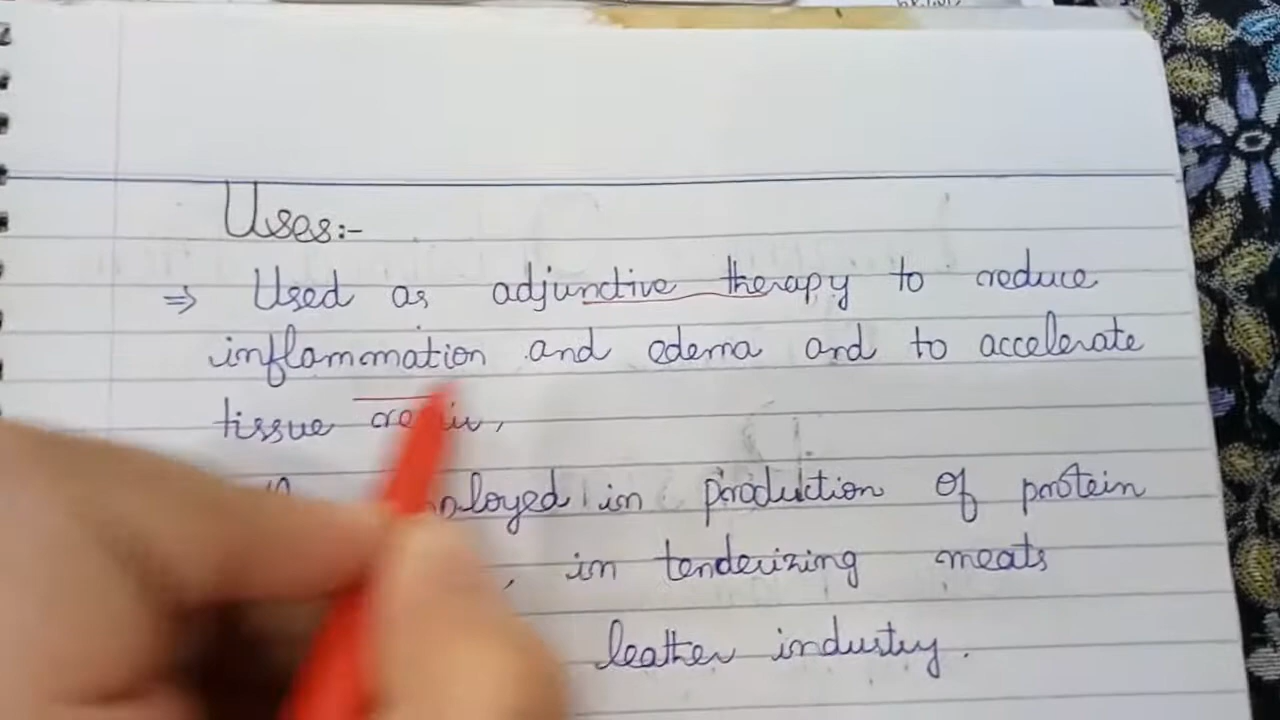 Uses:-
⇒ Used as adjunctive therapy to reduce
inflammation and edema and to accelerate
tissue
in production of protein
, in tenderizing meats
leather industry.